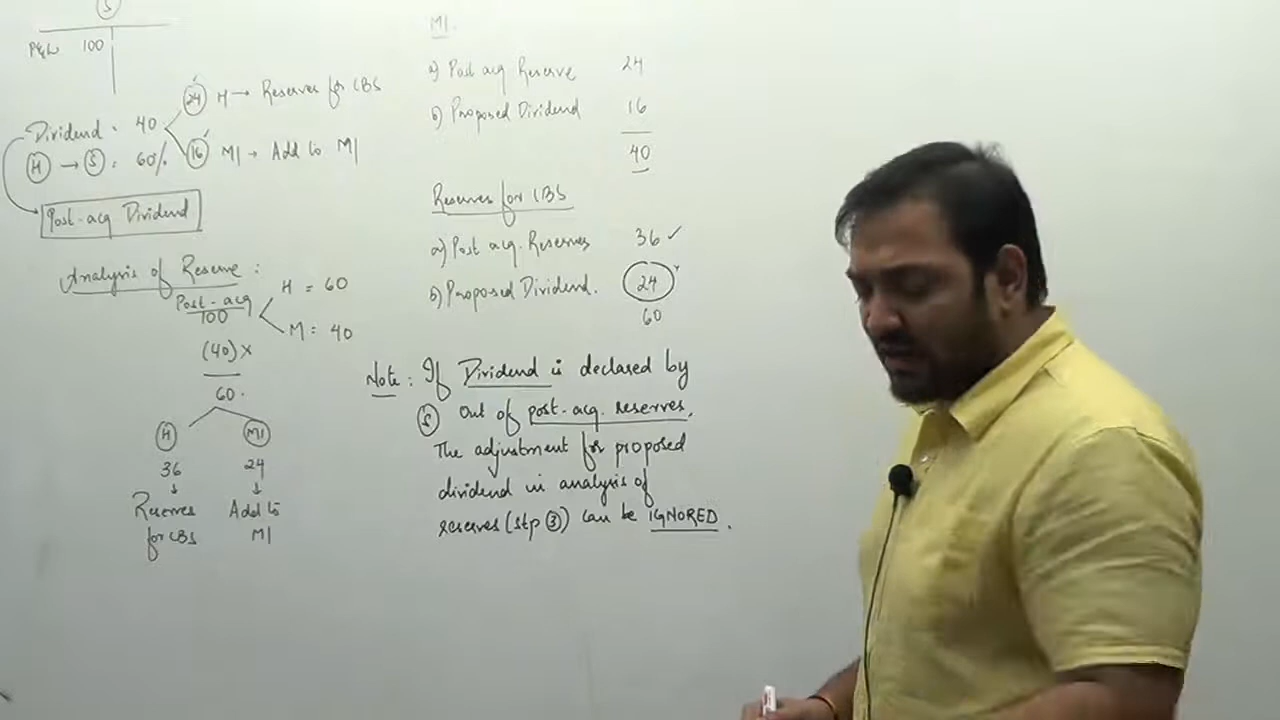 S
P&L 100
Dividend = 40
24 H → Reserves for CBS
16 MI → Add to MI
H → S = 60%
Post-acq Dividend
Analysis of Reserve :
Post-acq
100
H = 60
M = 40
(40) x
60.
H MI
36 24
Reserves for CBS
Add to MI
MI.
a) Post acq Reserve 24
b) Proposed Dividend 16
40
Reserves for CBS
a) Post acq. Reserves 36 ✓
b) Proposed Dividend. 24
60
Note : If Dividend is declared by
S out of post-acq. reserves,
The adjustment for proposed
dividend in analysis of
reserves (stp ③) can be IGNORED.